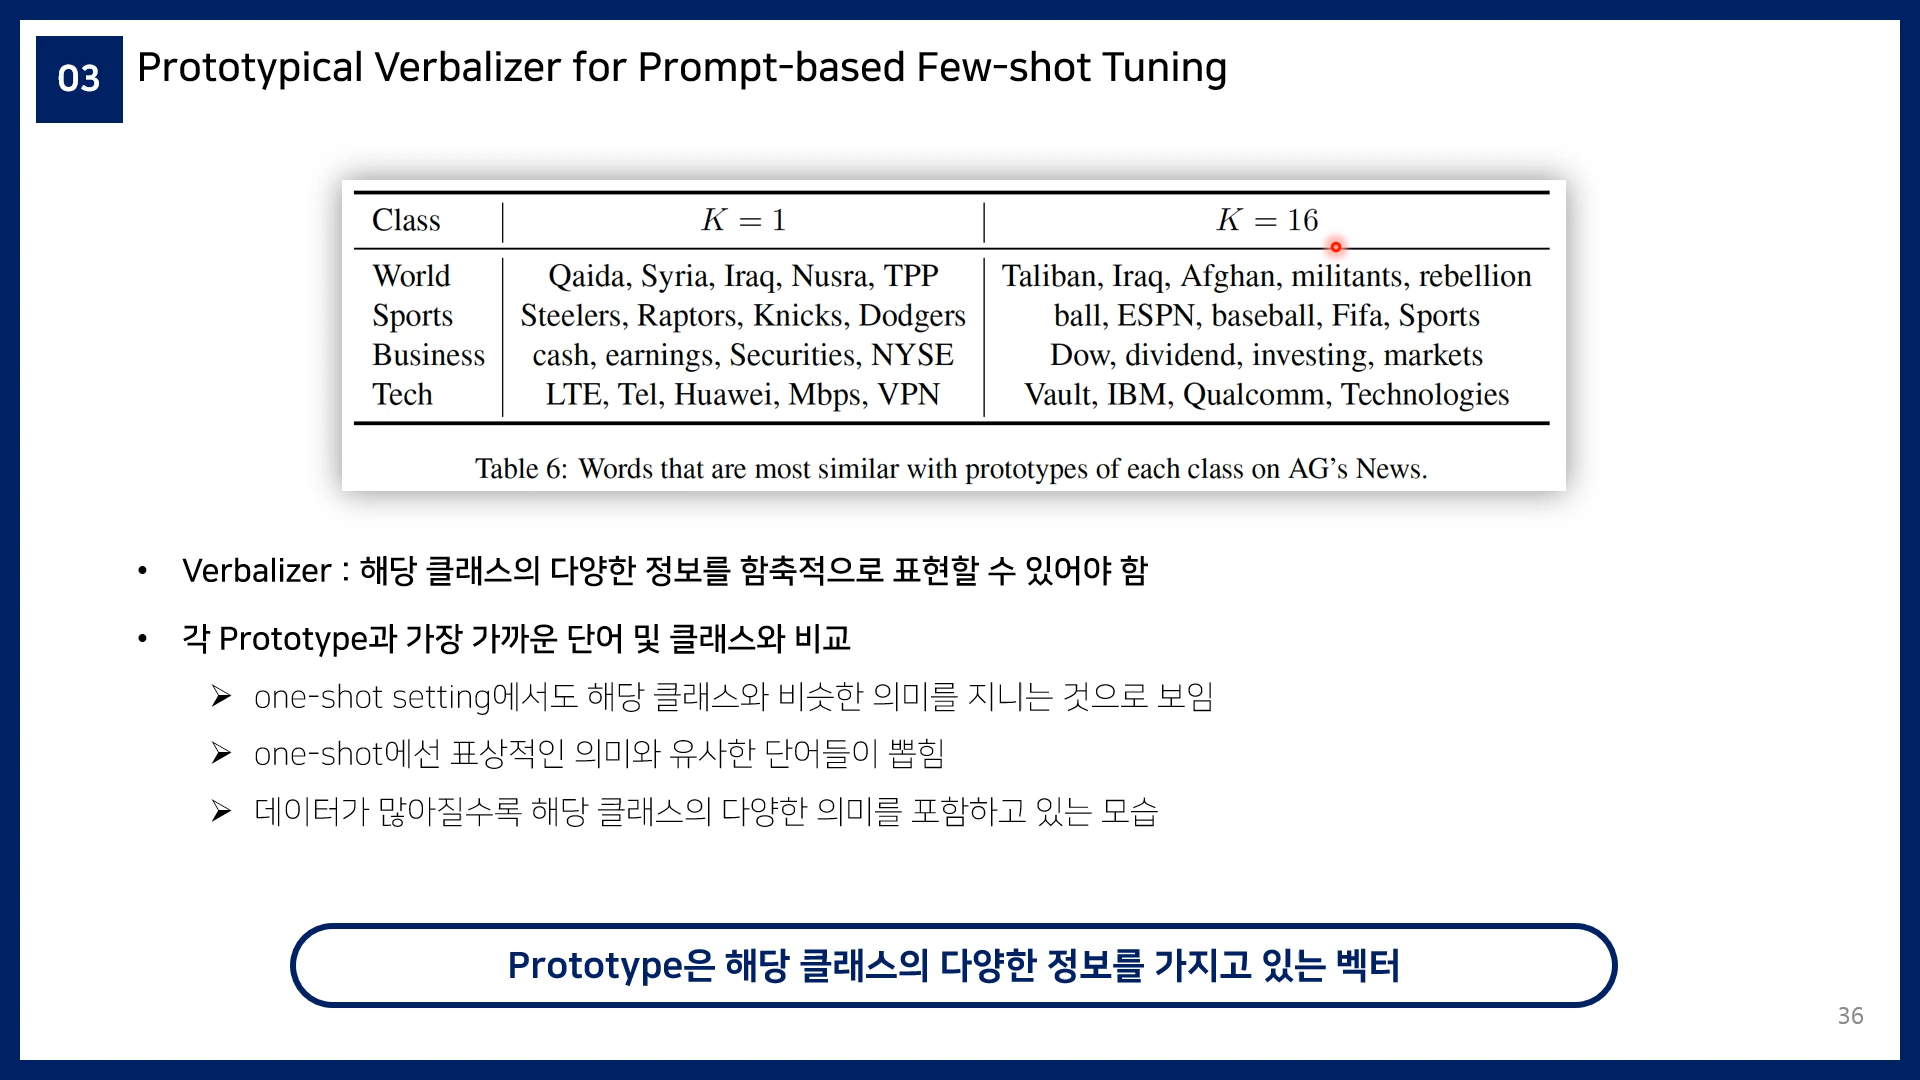 03
Prototypical Verbalizer for Prompt-based Few-shot Tuning
Class K = 1 K = 16
World Qaida, Syria, Iraq, Nusra, TPP Taliban, Iraq, Afghan, militants, rebellion
Sports Steelers, Raptors, Knicks, Dodgers ball, ESPN, baseball, Fifa, Sports
Business cash, earnings, Securities, NYSE Dow, dividend, investing, markets
Tech LTE, Tel, Huawei, Mbps, VPN Vault, IBM, Qualcomm, Technologies
Table 6: Words that are most similar with prototypes of each class on AG’s News.
• Verbalizer : 해당 클래스의 다양한 정보를 함축적으로 표현할 수 있어야 함
• 각 Prototype과 가장 가까운 단어 및 클래스와 비교
➢ one-shot setting에서도 해당 클래스와 비슷한 의미를 지니는 것으로 보임
➢ one-shot에선 표상적인 의미와 유사한 단어들이 뽑힘
➢ 데이터가 많아질수록 해당 클래스의 다양한 의미를 포함하고 있는 모습
Prototype은 해당 클래스의 다양한 정보를 가지고 있는 벡터
36